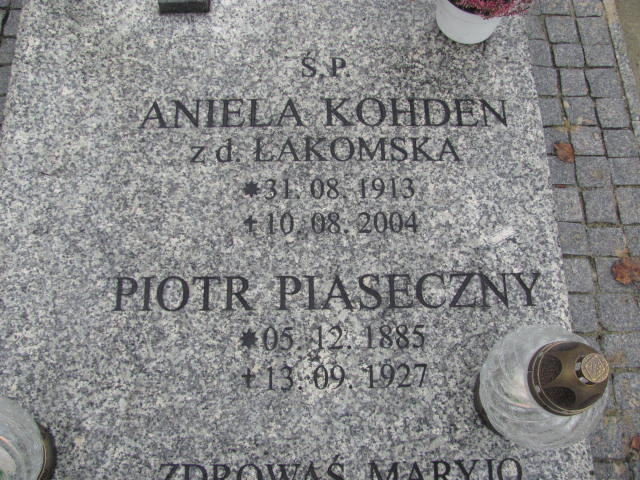 Ś.P.
ANIELA KOHDEN
z d. ŁAKOMSKA
✷31. 08. 1913
†10. 08. 2004
PIOTR PIASECZNY
✷05. 12. 1885
†13. 09. 1927
ZDROWAŚ MARYJO